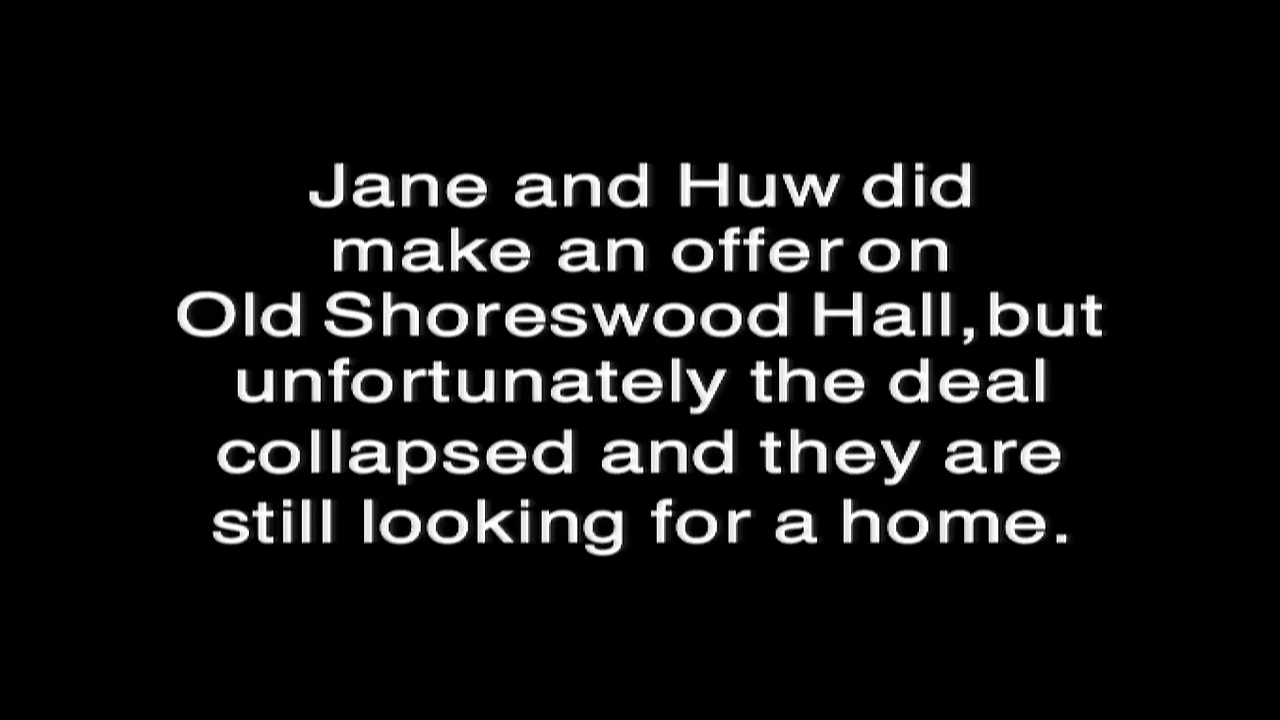 Jane and Huw did
make an offer on
Old Shoreswood Hall, but
unfortunately the deal
collapsed and they are
still looking for a home.